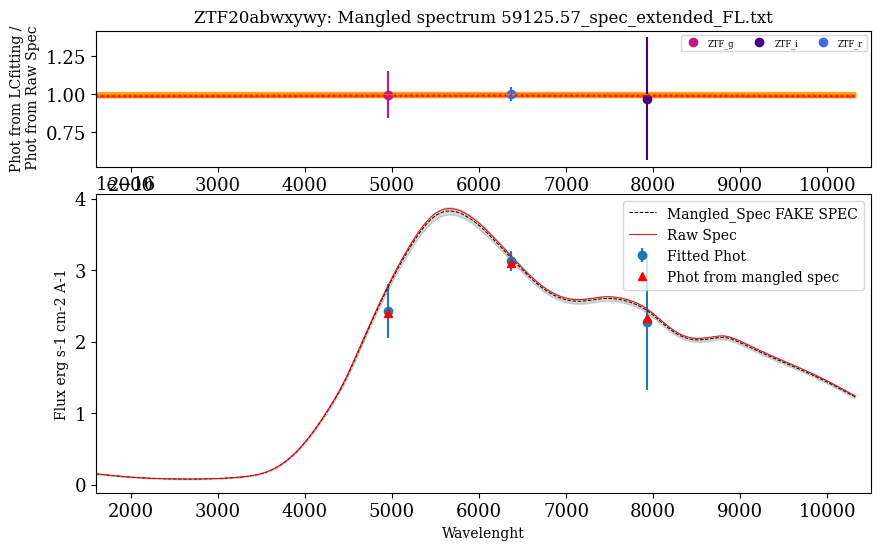 ZTF20abwxywy: Mangled spectrum 59125.57_spec_extended_FL.txt
Phot from LCfitting /
Phot from Raw Spec
1.25
1.00
0.75
ZTF_g
ZTF_i
ZTF_r
2000 3000 4000 5000 6000 7000 8000 9000 10000
1e−16
4
3
2
1
0
Flux erg s-1 cm-2 A-1
Mangled_Spec FAKE SPEC
Raw Spec
Fitted Phot
Phot from mangled spec
2000 3000 4000 5000 6000 7000 8000 9000 10000
Wavelenght